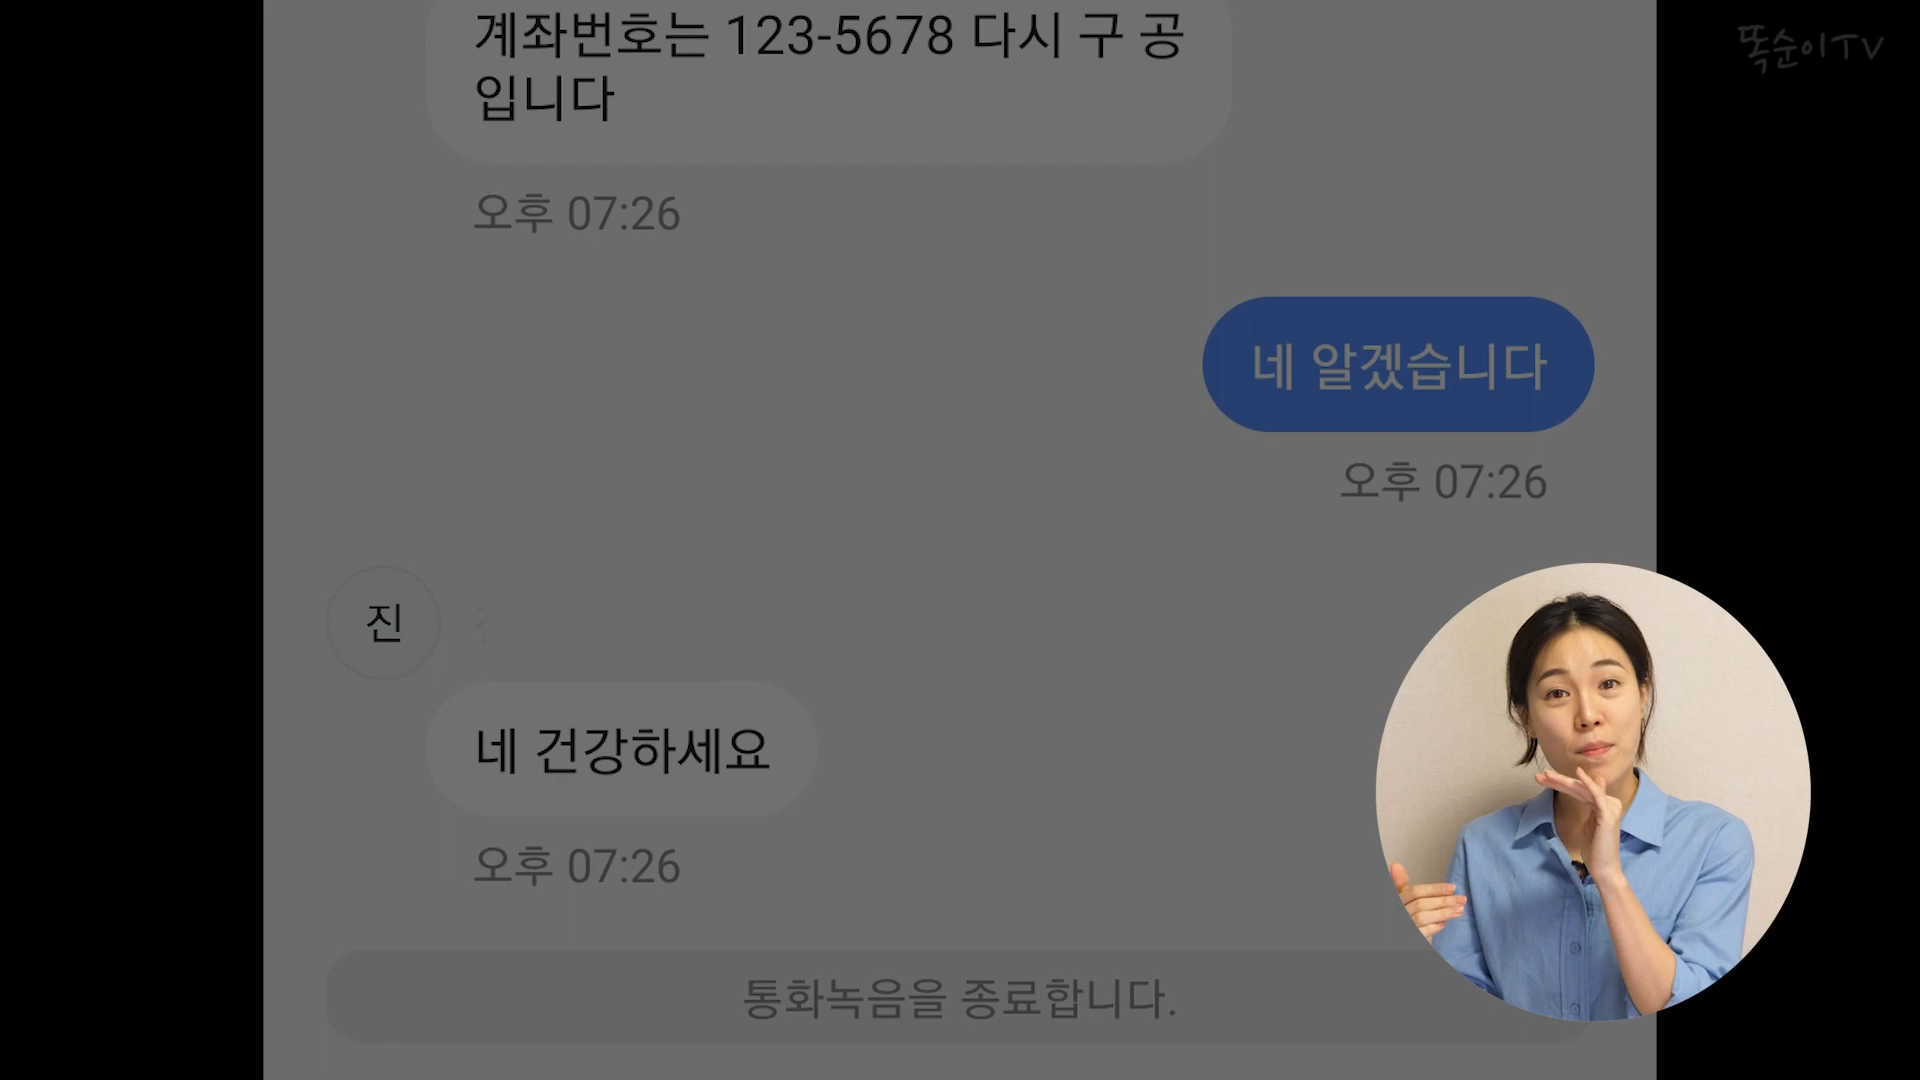 똑순이TV
계좌번호는 123-5678 다시 구 공
입니다
오후 07:26
네 알겠습니다
오후 07:26
진
네 건강하세요
오후 07:26
통화녹음을 종료합니다.